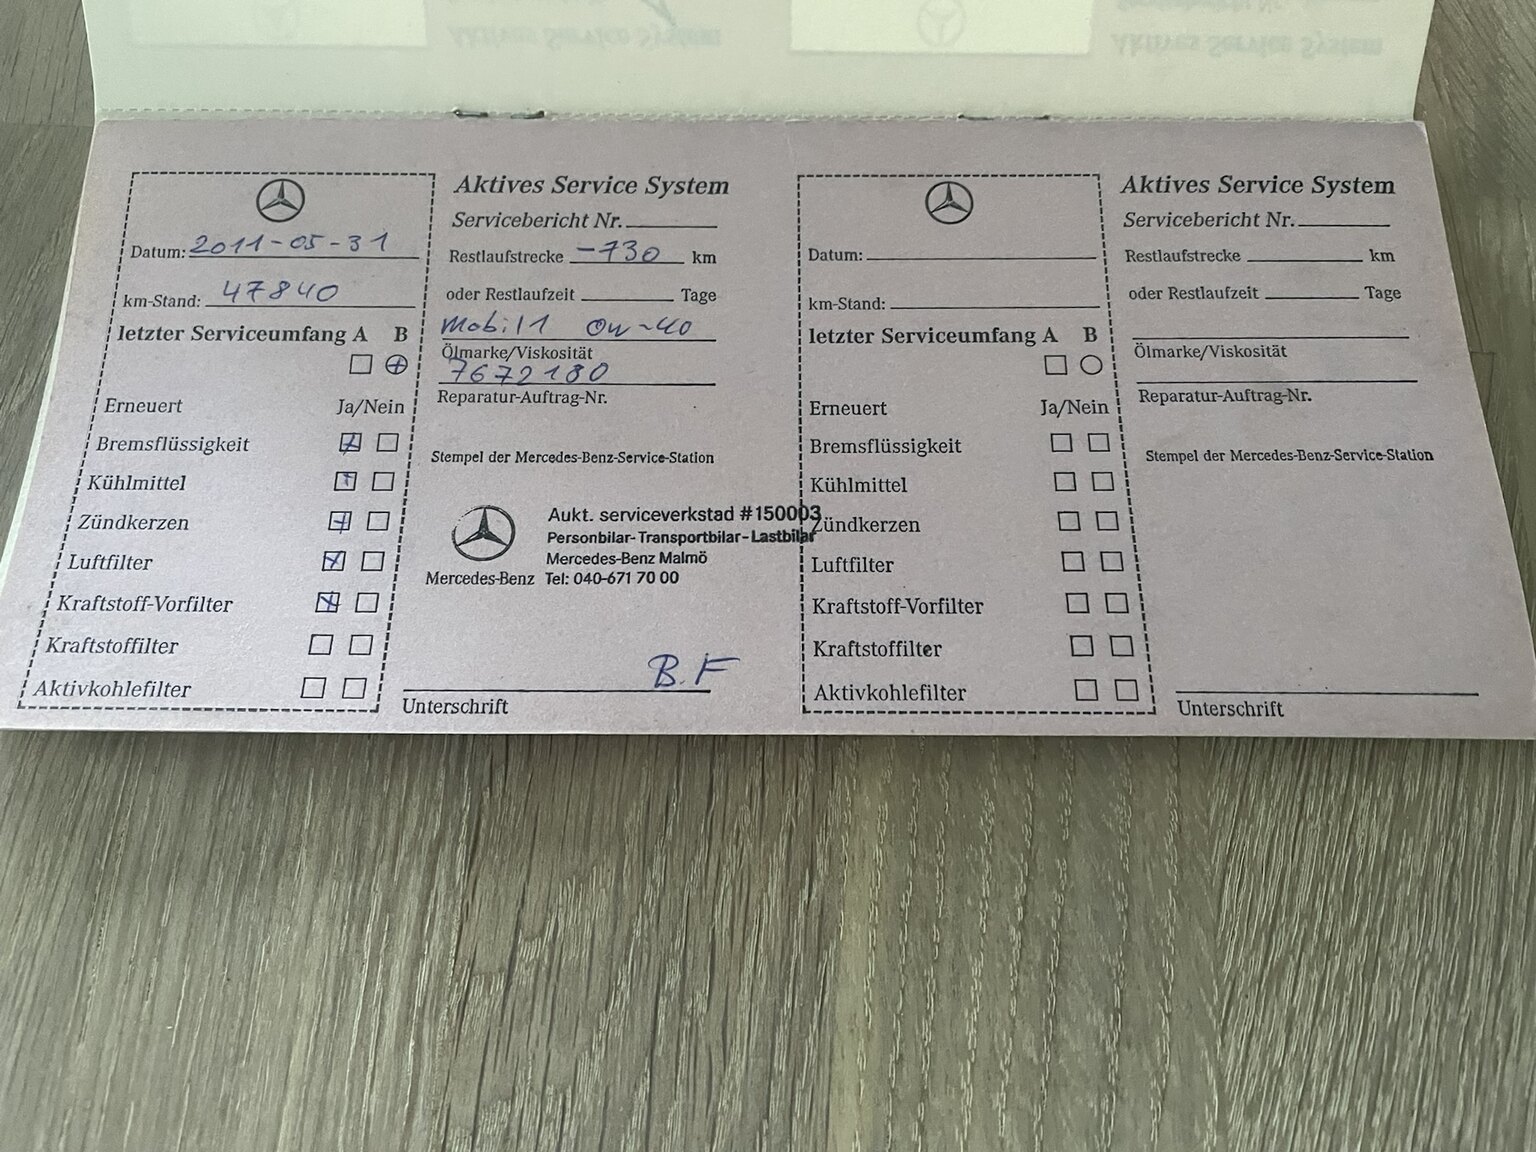 Aktives Service System
Aktives Service System
Aktives Service System
Servicebericht Nr.
Datum: 2011-05-31
Restlaufstrecke -730 km
km-Stand: 47840
oder Restlaufzeit Tage
letzter Serviceumfang A B
Mobil 1 0W-40
Ölmarke/Viskosität
7672180
Reparatur-Auftrag-Nr.
Erneuert Ja/Nein
Bremsflüssigkeit
Kühlmittel
Zündkerzen
Luftfilter
Kraftstoff-Vorfilter
Kraftstoffilter
Aktivkohlefilter
Stempel der Mercedes-Benz-Service-Station
Aukt. serviceverkstad #150003
Personbilar-Transportbilar-Lastbilar
Mercedes-Benz Malmö
Mercedes-Benz Tel: 040-671 70 00
B.F
Unterschrift
Aktives Service System
Servicebericht Nr.
Datum:
Restlaufstrecke km
km-Stand:
oder Restlaufzeit Tage
letzter Serviceumfang A B
Ölmarke/Viskosität
Reparatur-Auftrag-Nr.
Erneuert Ja/Nein
Bremsflüssigkeit
Kühlmittel
Zündkerzen
Luftfilter
Kraftstoff-Vorfilter
Kraftstoffilter
Aktivkohlefilter
Stempel der Mercedes-Benz-Service-Station
Unterschrift